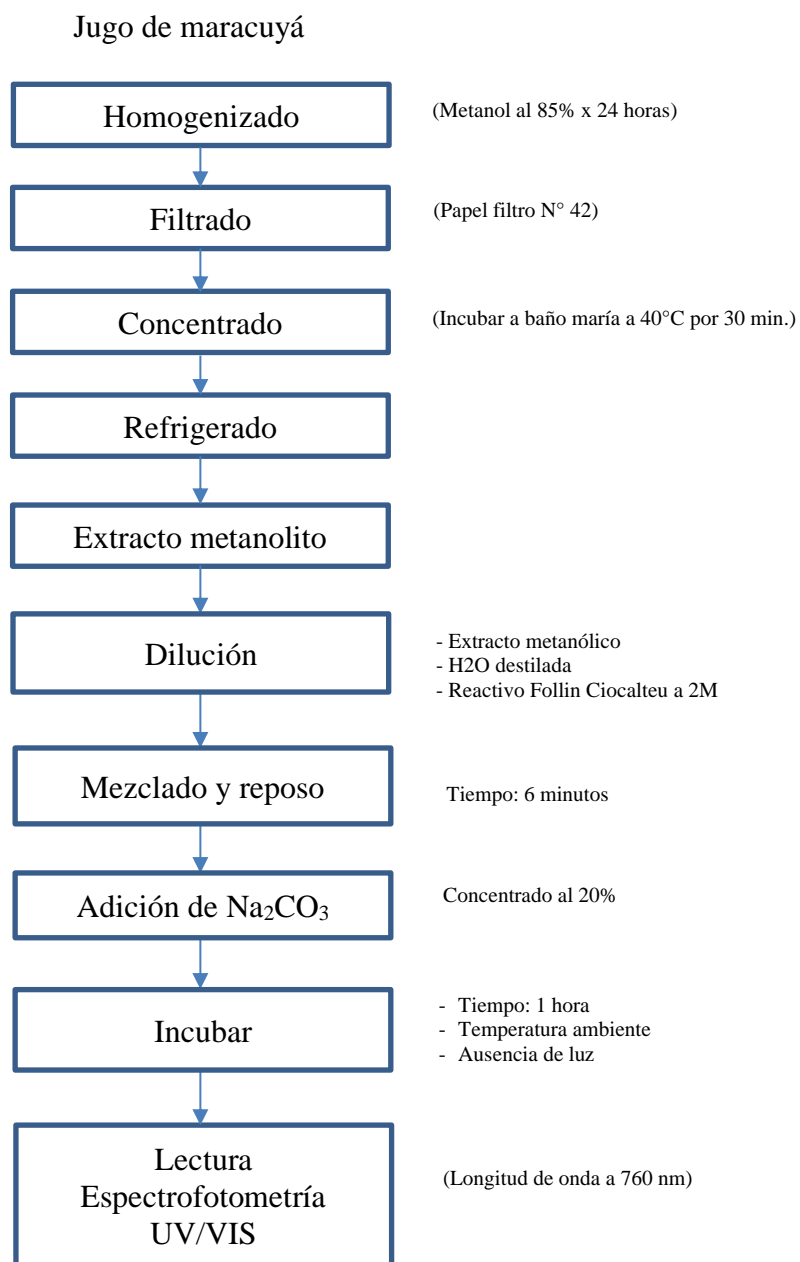 Jugo de maracuyá
Homogenizado
(Metanol al 85% x 24 horas)
Filtrado
(Papel filtro N° 42)
Concentrado
(Incubar a baño maría a 40°C por 30 min.)
Refrigerado
Extracto metanolito
Dilución
- Extracto metanólico
- H2O destilada
- Reactivo Follin Ciocalteu a 2M
Mezclado y reposo
Tiempo: 6 minutos
Adición de Na₂CO₃
Concentrado al 20%
Incubar
- Tiempo: 1 hora
- Temperatura ambiente
- Ausencia de luz
Lectura
Espectrofotometría
UV/VIS
(Longitud de onda a 760 nm)